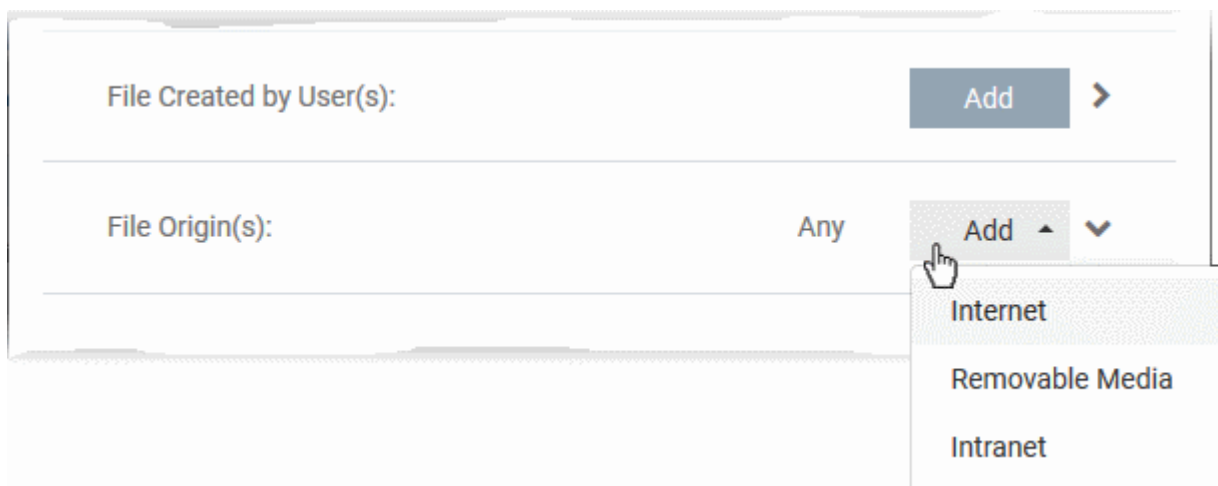 File Created by User(s): Add
File Origin(s): Any Add
Internet
Removable Media
Intranet